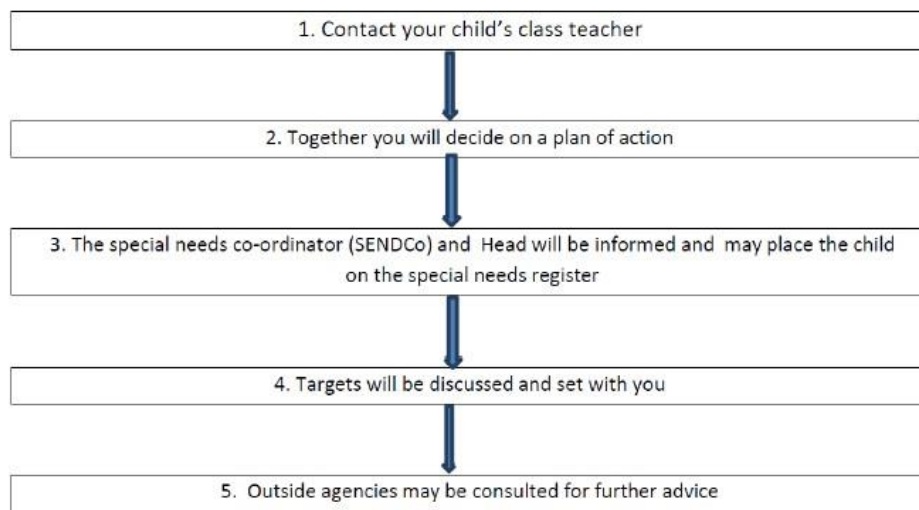 1. Contact your child’s class teacher
2. Together you will decide on a plan of action
3. The special needs co-ordinator (SENDCo) and Head will be informed and may place the child
on the special needs register
4. Targets will be discussed and set with you
5. Outside agencies may be consulted for further advice